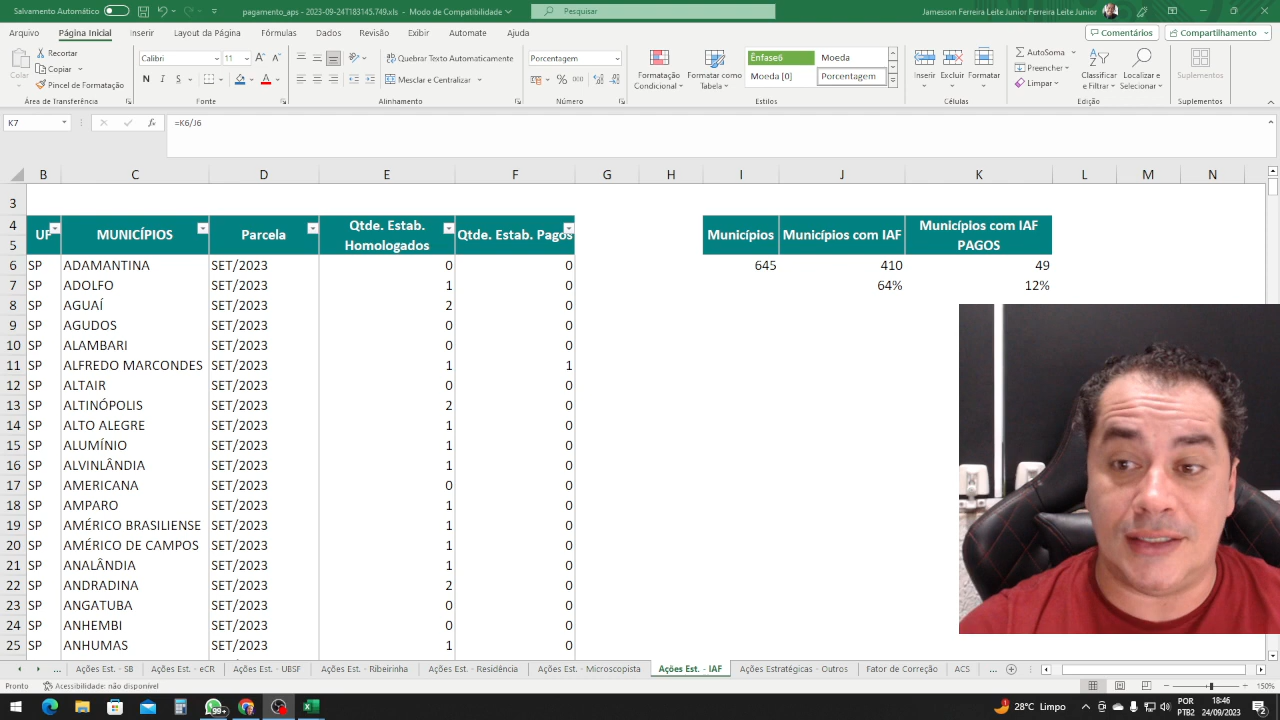 Salvamento Automático
pagamento_aps - 2023-09-24T183145.749.xls - Modo de Compatibilidade
Pesquisar
Jamesson Ferreira Leite Junior Ferreira Leite Junior
Arquivo Página Inicial Inserir Layout da Página Fórmulas Dados Revisão Exibir Automate Ajuda
Comentários Compartilhamento
Colar
Recortar
Copiar
Pincel de Formatação
Área de Transferência
Calibri 11
N I S
Fonte
Quebrar Texto Automaticamente
Mesclar e Centralizar
Alinhamento
Porcentagem
Número
Formatação Condicional
Formatar como Tabela
Ênfase6 Moeda
Moeda [0] Porcentagem
Estilos
Inserir Excluir Formatar
Células
AutoSoma
Preencher
Limpar
Classificar e Filtrar
Localizar e Selecionar
Edição
Suplementos
Suplementos
K7 fx =K6/J6
B C D E F G H I J K L M N
3
4 5 UF MUNICÍPIOS Parcela Qtde. Estab. Homologados Qtde. Estab. Pagos Municípios Municípios com IAF Municípios com IAF PAGOS
6 SP ADAMANTINA SET/2023 0 0 645 410 49
7 SP ADOLFO SET/2023 1 0 64% 12%
8 SP AGUAÍ SET/2023 2 0
9 SP AGUDOS SET/2023 0 0
10 SP ALAMBARI SET/2023 0 0
11 SP ALFREDO MARCONDES SET/2023 1 1
12 SP ALTAIR SET/2023 0 0
13 SP ALTINÓPOLIS SET/2023 2 0
14 SP ALTO ALEGRE SET/2023 1 0
15 SP ALUMÍNIO SET/2023 1 0
16 SP ALVINLÂNDIA SET/2023 1 0
17 SP AMERICANA SET/2023 0 0
18 SP AMPARO SET/2023 1 0
19 SP AMÉRICO BRASILIENSE SET/2023 1 0
20 SP AMÉRICO DE CAMPOS SET/2023 1 0
21 SP ANALÂNDIA SET/2023 1 0
22 SP ANDRADINA SET/2023 2 0
23 SP ANGATUBA SET/2023 0 0
24 SP ANHEMBI SET/2023 0 0
25 SP ANHUMAS SET/2023 1 0
... Ações Est. - SB Ações Est. - eCR Ações Est. - UBSF Ações Est. - Ribeirinha Ações Est. - Residência Ações Est. - Microscopista Ações Est. - IAF Ações Estratégicas - Outros Fator de Correção ACS ...
Pronto Acessibilidade: não disponível 150%
99+
28°C Limpo
POR
PTB2
18:46
24/09/2023
2